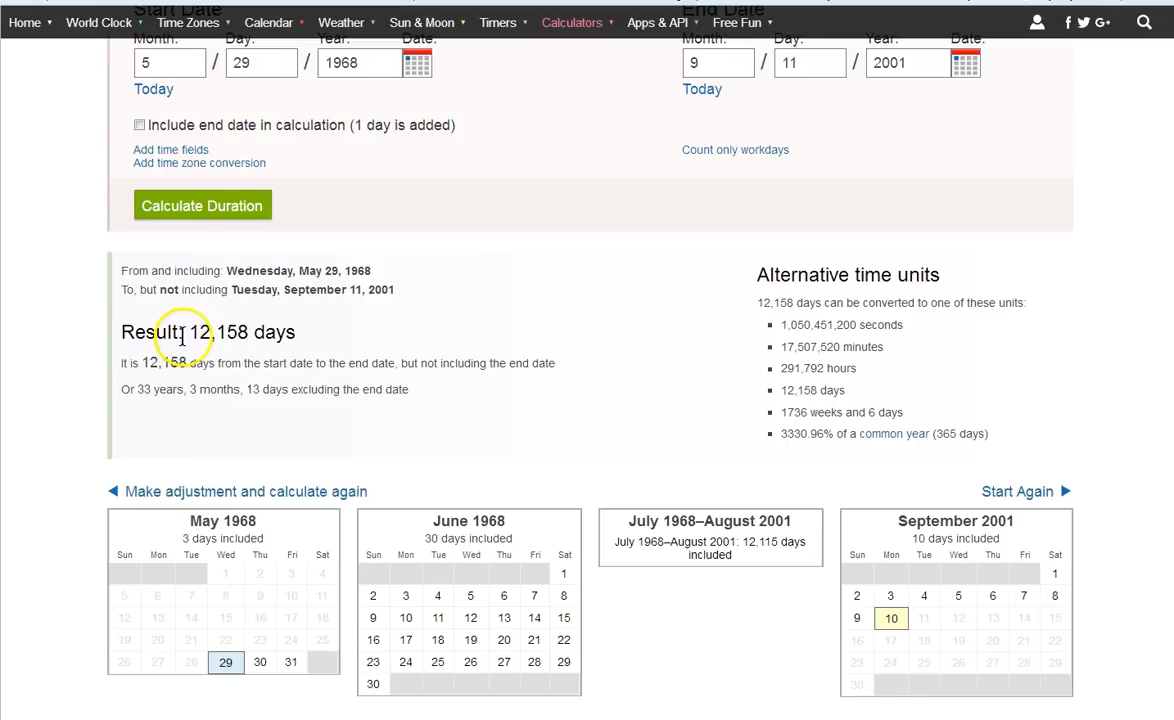 Home World Clock Time Zones Calendar Weather Sun & Moon Timers Calculators Apps & API Free Fun
Start Date End Date
Month: Day: Year: Date: Month: Day: Year: Date:
5 / 29 / 1968 9 / 11 / 2001
Today Today
Include end date in calculation (1 day is added)
Add time fields Count only workdays
Add time zone conversion
Calculate Duration
From and including: Wednesday, May 29, 1968
To, but not including Tuesday, September 11, 2001
Result: 12,158 days
It is 12,158 days from the start date to the end date, but not including the end date
Or 33 years, 3 months, 13 days excluding the end date
Alternative time units
12,158 days can be converted to one of these units:
1,050,451,200 seconds
17,507,520 minutes
291,792 hours
12,158 days
1736 weeks and 6 days
3330.96% of a common year (365 days)
Make adjustment and calculate again Start Again
May 1968
3 days included
Sun Mon Tue Wed Thu Fri Sat
1 2 3 4
5 6 7 8 9 10 11
12 13 14 15 16 17 18
19 20 21 22 23 24 25
26 27 28 29 30 31
June 1968
30 days included
Sun Mon Tue Wed Thu Fri Sat
1
2 3 4 5 6 7 8
9 10 11 12 13 14 15
16 17 18 19 20 21 22
23 24 25 26 27 28 29
30
July 1968–August 2001
July 1968–August 2001: 12,115 days
included
September 2001
10 days included
Sun Mon Tue Wed Thu Fri Sat
1
2 3 4 5 6 7 8
9 10 11 12 13 14 15
16 17 18 19 20 21 22
23 24 25 26 27 28 29
30